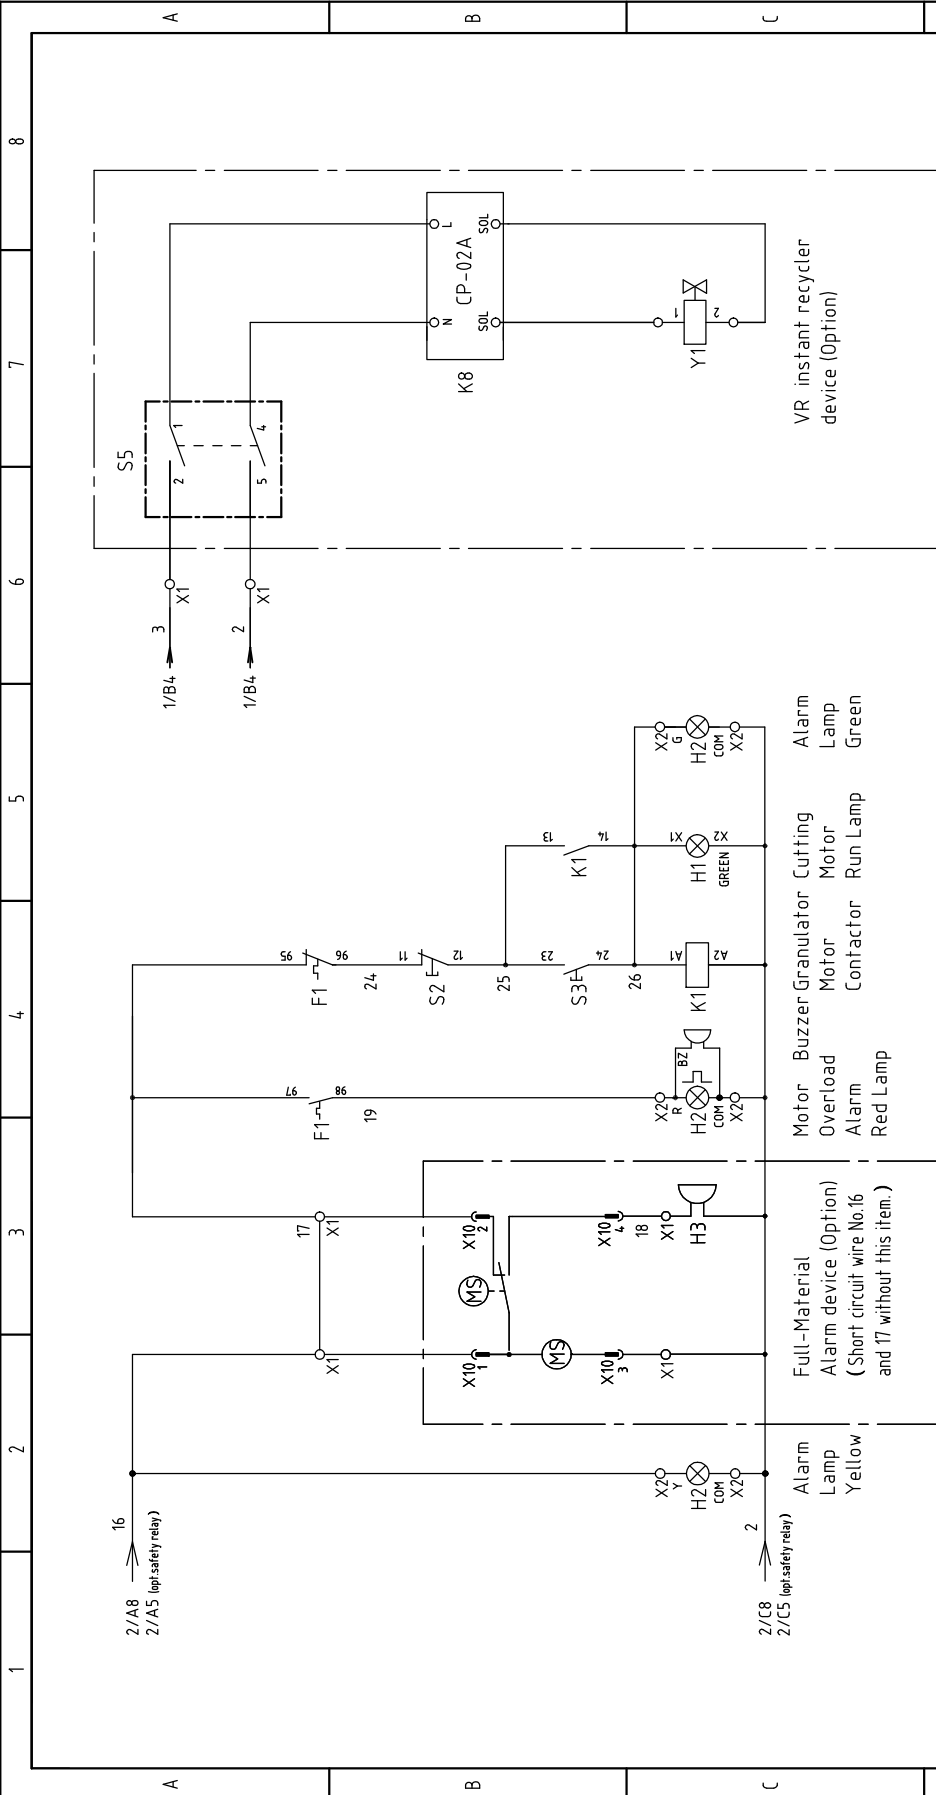 1
2
3
4
5
6
7
8
A
A
B
B
C
C
2/A8
2/A5 (opt.safety relay)
16
2/C8
2/C5 (opt.safety relay)
2
X2
Y
H2
COM
X2
Alarm
Lamp
Yellow
X1
X10
1
MS
X10
3
X1
MS
17
X1
X10
2
X10
4
18
X1
H3
Full-Material
Alarm device (Option)
(Short circuit wire No.16
and 17 without this item.)
97
98
F1
19
X2
R
H2
COM
X2
BZ
Motor
Overload
Alarm
Red Lamp
Buzzer
95
96
F1
24
11
12
S2
25
23
24
S3
26
A1
A2
K1
Granulator
Motor
Contactor
13
14
K1
X1
X2
H1
GREEN
Cutting
Motor
Run Lamp
X2
G
H2
COM
X2
Alarm
Lamp
Green
1/B4
3
X1
1/B4
2
X1
S5
2
1
5
4
N
L
CP-02A
SOL
SOL
K8
1
2
Y1
VR instant recycler
device (Option)